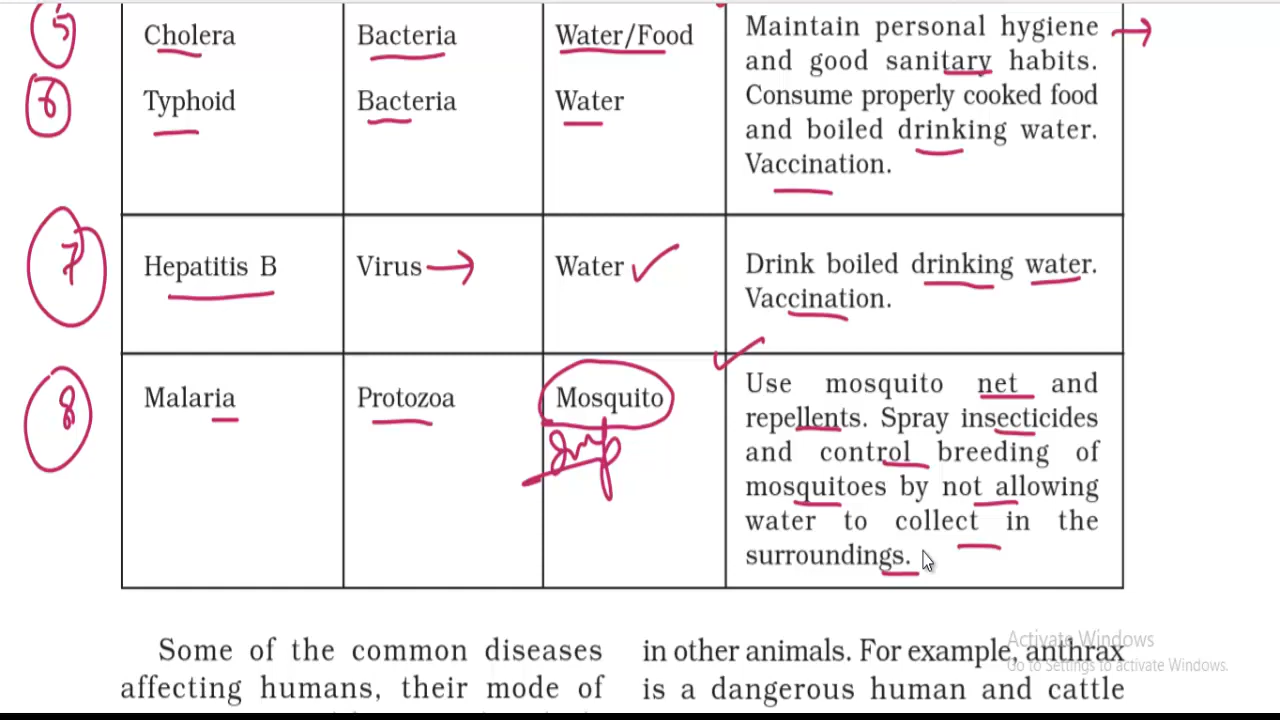 5 Cholera Bacteria Water/Food Maintain personal hygiene
and good sanitary habits.
6 Typhoid Bacteria Water Consume properly cooked food
and boiled drinking water.
Vaccination.
7 Hepatitis B Virus Water Drink boiled drinking water.
Vaccination.
8 Malaria Protozoa Mosquito Use mosquito net and
repellents. Spray insecticides
Imp and control breeding of
mosquitoes by not allowing
water to collect in the
surroundings.
Some of the common diseases
affecting humans, their mode of
in other animals. For example, anthrax
is a dangerous human and cattle
Activate Windows
Go to Settings to activate Windows.